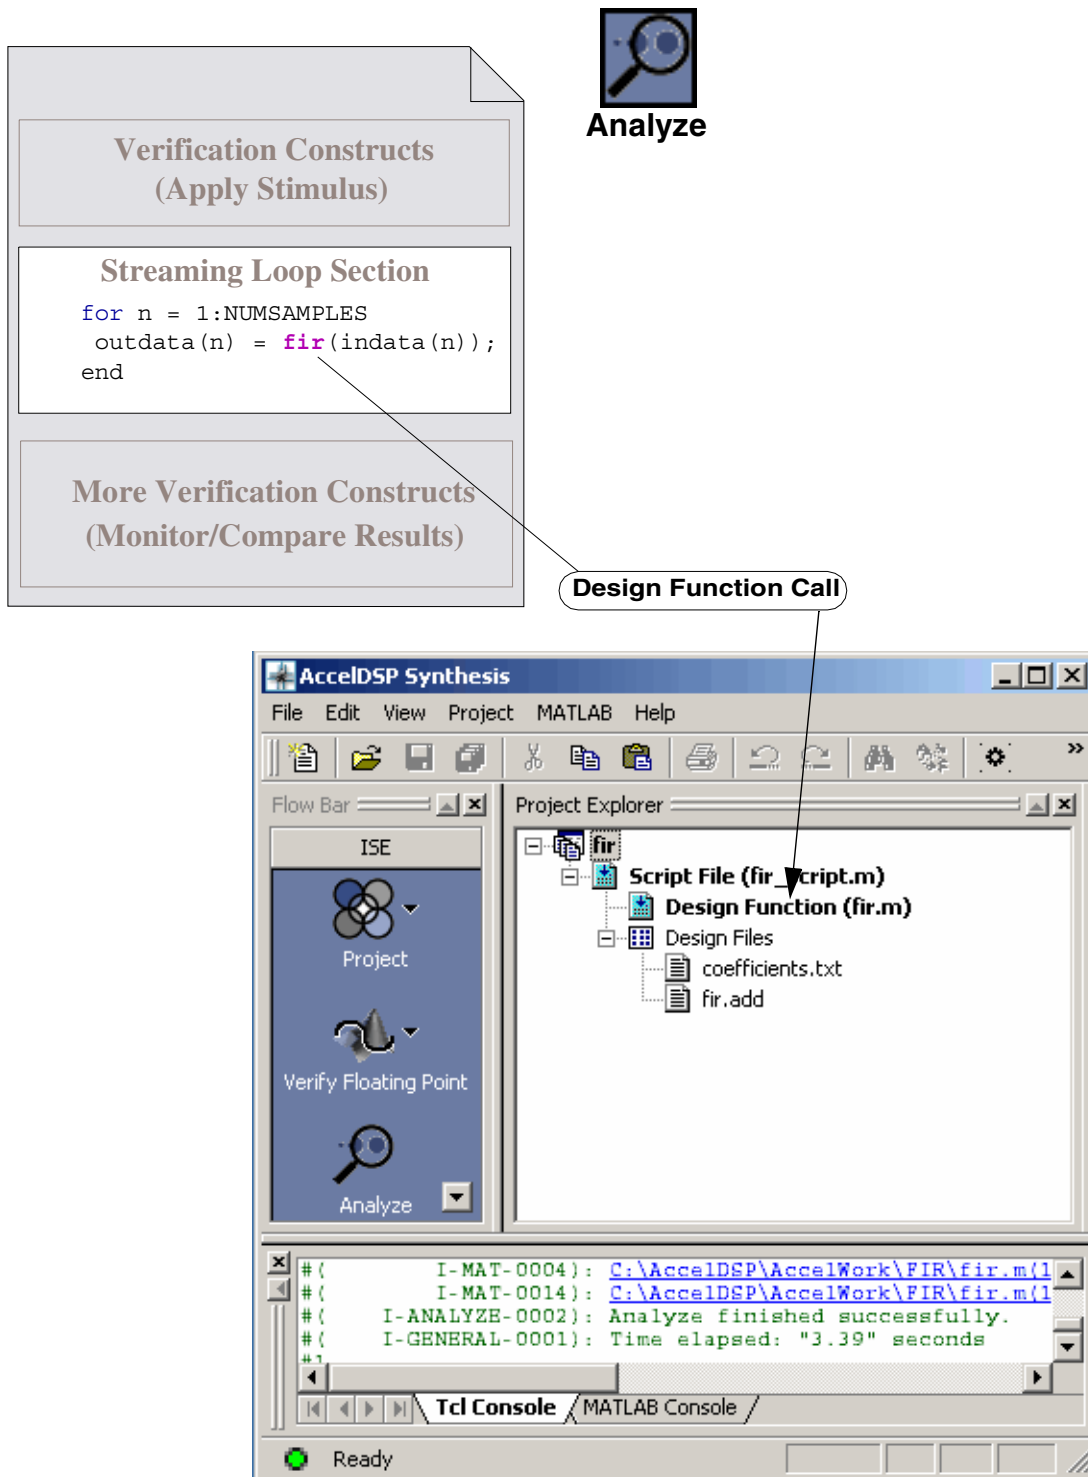 Analyze
Verification Constructs
(Apply Stimulus)
Streaming Loop Section
for n = 1:NUMSAMPLES
outdata(n) = fir(indata(n));
end
More Verification Constructs
(Monitor/Compare Results)
Design Function Call
AccelDSP Synthesis
File Edit View Project MATLAB Help
»
Flow Bar
Project Explorer
ISE
Project
Verify Floating Point
Analyze
fir
Script File (fir_script.m)
Design Function (fir.m)
Design Files
coefficients.txt
fir.add
#( I-MAT-0004): C:\AccelDSP\AccelWork\FIR\fir.m(1
#( I-MAT-0014): C:\AccelDSP\AccelWork\FIR\fir.m(1
#( I-ANALYZE-0002): Analyze finished successfully.
#( I-GENERAL-0001): Time elapsed: "3.39" seconds
Tcl Console MATLAB Console
Ready